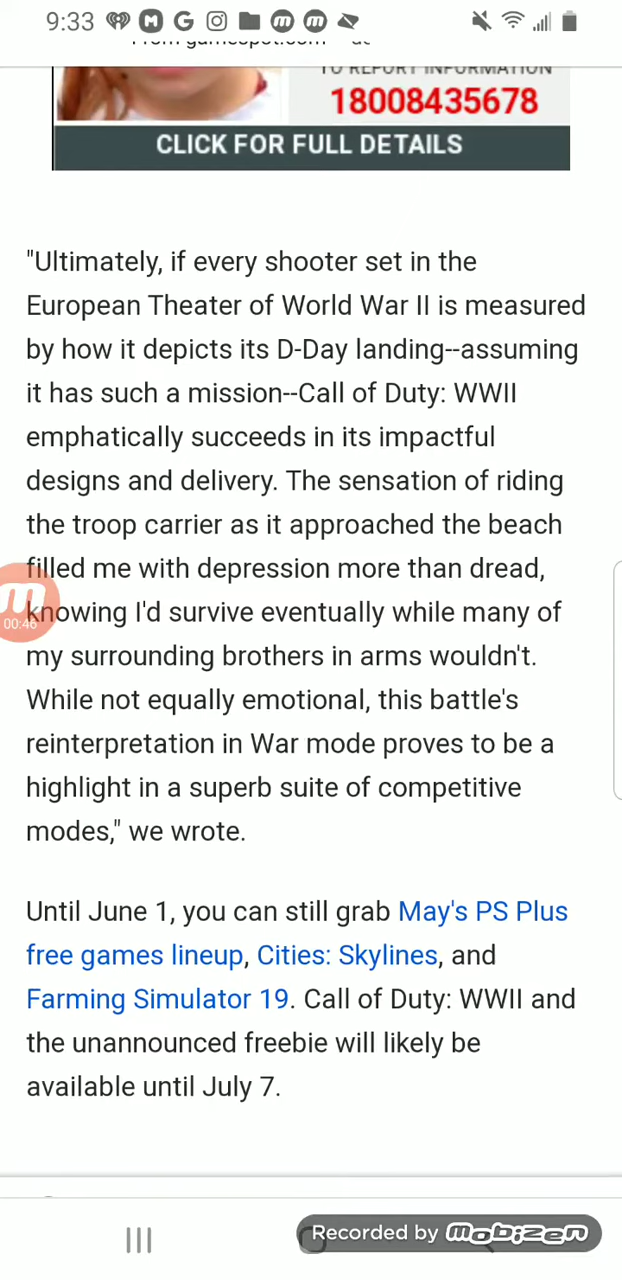 9:33
From gamespot.com
TO REPORT INFORMATION
18008435678
CLICK FOR FULL DETAILS
"Ultimately, if every shooter set in the
European Theater of World War II is measured
by how it depicts its D-Day landing--assuming
it has such a mission--Call of Duty: WWII
emphatically succeeds in its impactful
designs and delivery. The sensation of riding
the troop carrier as it approached the beach
filled me with depression more than dread,
knowing I'd survive eventually while many of
00:46
my surrounding brothers in arms wouldn't.
While not equally emotional, this battle's
reinterpretation in War mode proves to be a
highlight in a superb suite of competitive
modes," we wrote.
Until June 1, you can still grab May's PS Plus
free games lineup, Cities: Skylines, and
Farming Simulator 19. Call of Duty: WWII and
the unannounced freebie will likely be
available until July 7.
Recorded by mobizen